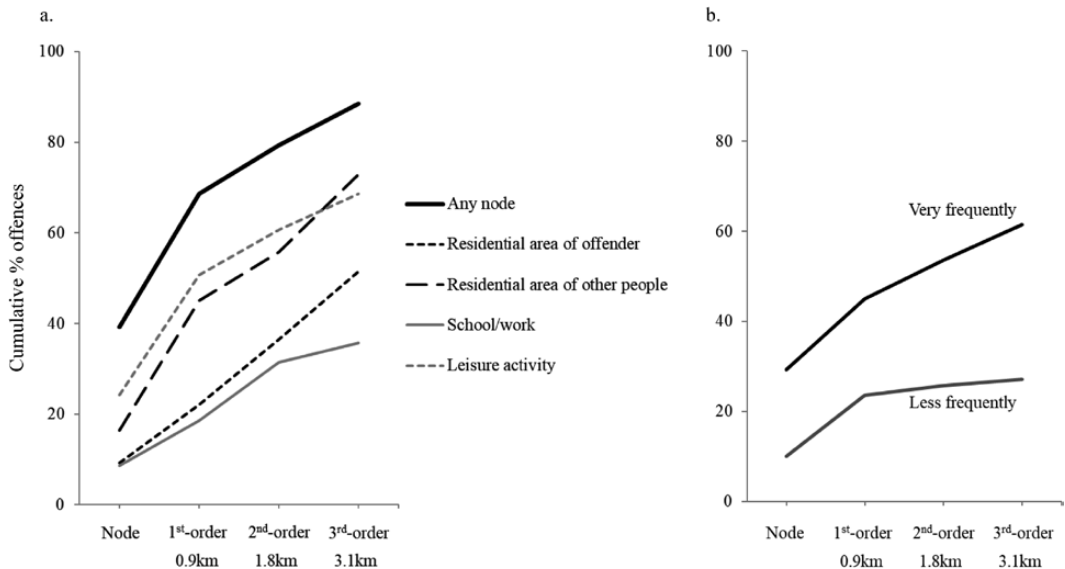 a.
100
80
60
40
20
0
Cumulative % offences
Node
1st-order
0.9km
2nd-order
1.8km
3rd-order
3.1km
Any node
Residential area of offender
Residential area of other people
School/work
Leisure activity
b.
100
80
60
40
20
0
Very frequently
Less frequently
Node
1st-order
0.9km
2nd-order
1.8km
3rd-order
3.1km